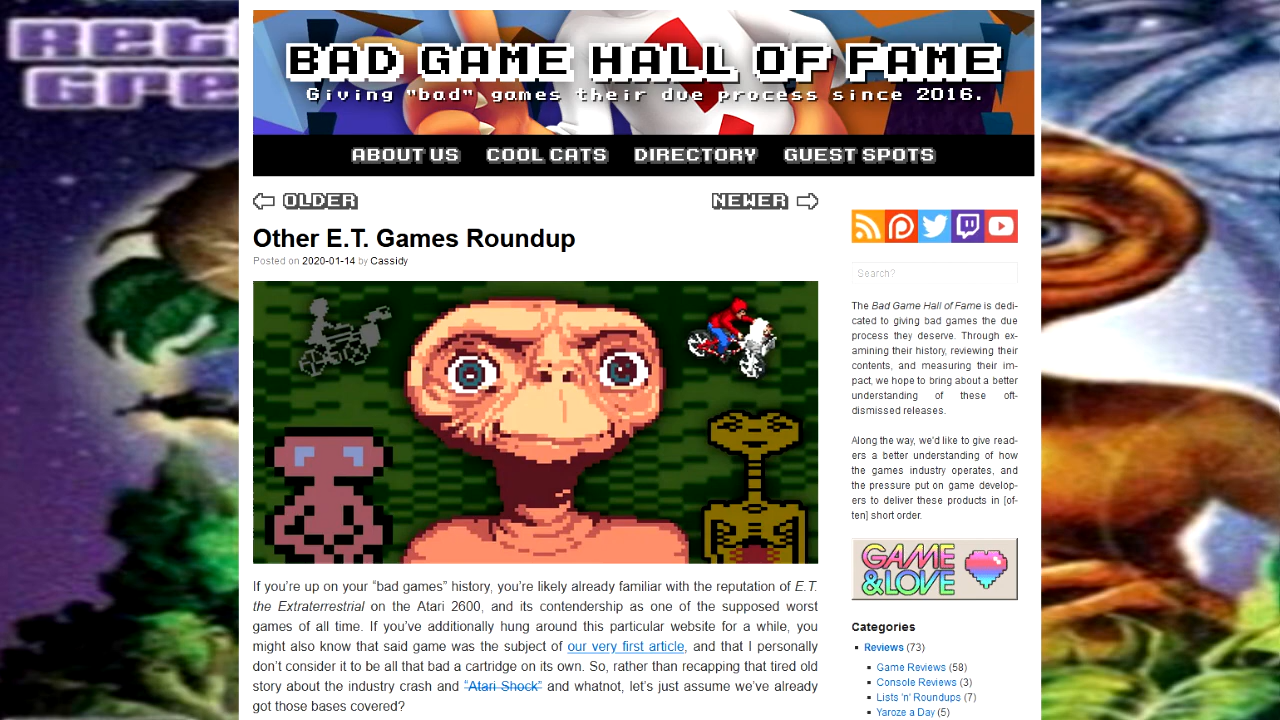 BAD GAME HALL OF FAME
Giving "bad" games their due process since 2016.
ABOUT US COOL CATS DIRECTORY GUEST SPOTS
OLDER NEWER
Other E.T. Games Roundup
Posted on 2020-01-14 by Cassidy
If you’re up on your “bad games” history, you’re likely already familiar with the reputation of E.T.
the Extraterrestrial on the Atari 2600, and its contendership as one of the supposed worst
games of all time. If you’ve additionally hung around this particular website for a while, you
might also know that said game was the subject of our very first article, and that I personally
don’t consider it to be all that bad a cartridge on its own. So, rather than recapping that tired old
story about the industry crash and “Atari Shock” and whatnot, let’s just assume we’ve already
got those bases covered?
Search?
The Bad Game Hall of Fame is dedi-
cated to giving bad games the due
process they deserve. Through ex-
amining their history, reviewing their
contents, and measuring their im-
pact, we hope to bring about a better
understanding of these oft-
dismissed releases.
Along the way, we’d like to give read-
ers a better understanding of how
the games industry operates, and
the pressure put on game develop-
ers to deliver these products in [of-
ten] short order.
GAME
&LOVE
Categories
Reviews (73)
Game Reviews (58)
Console Reviews (3)
Lists 'n' Roundups (7)
Yaroze a Day (5)